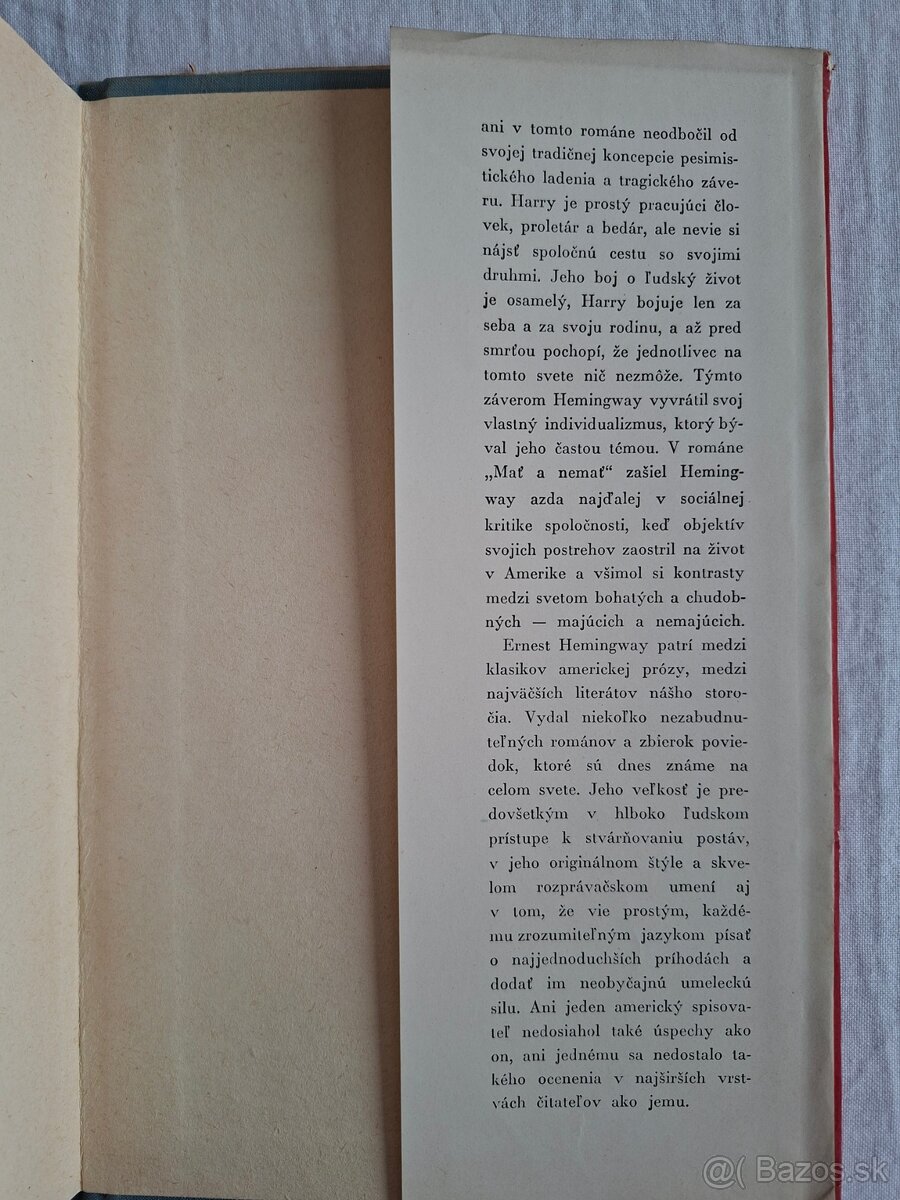 ani v tomto románe neodbočil od
svojej tradičnej koncepcie pesimis-
tického ladenia a tragického záve-
ru. Harry je prostý pracujúci člo-
vek, proletár a bedár, ale nevie si
nájsť spoločnú cestu so svojimi
druhmi. Jeho boj o ľudský život
je osamelý, Harry bojuje len za
seba a za svoju rodinu, a až pred
smrťou pochopí, že jednotlivec na
tomto svete nič nezmôže. Týmto
záverom Hemingway vyvrátil svoj
vlastný individualizmus, ktorý bý-
val jeho častou témou. V románe
„Mať a nemať“ zašiel Heming-
way azda najďalej v sociálnej
kritike spoločnosti, keď objektív
svojich postrehov zaostril na život
v Amerike a všimol si kontrasty
medzi svetom bohatých a chudob-
ných — majúcich a nemajúcich.
Ernest Hemingway patrí medzi
klasikov americkej prózy, medzi
najväčších literátov nášho storo-
čia. Vydal niekoľko nezabudnu-
teľných románov a zbierok povie-
dok, ktoré sú dnes známe na
celom svete. Jeho veľkosť je pre-
dovšetkým v hlboko ľudskom
prístupe k stvárňovaniu postáv,
v jeho originálnom štýle a skve-
lom rozprávačskom umení aj
v tom, že vie prostým, každé-
mu zrozumiteľným jazykom písať
o najjednoduchších príhodách a
dodať im neobyčajnú umeleckú
silu. Ani jeden americký spisova-
teľ nedosiahol také úspechy ako
on, ani jednému sa nedostalo ta-
kého ocenenia v najširších vrst-
vách čitateľov ako jemu.
@( Bazos.sk